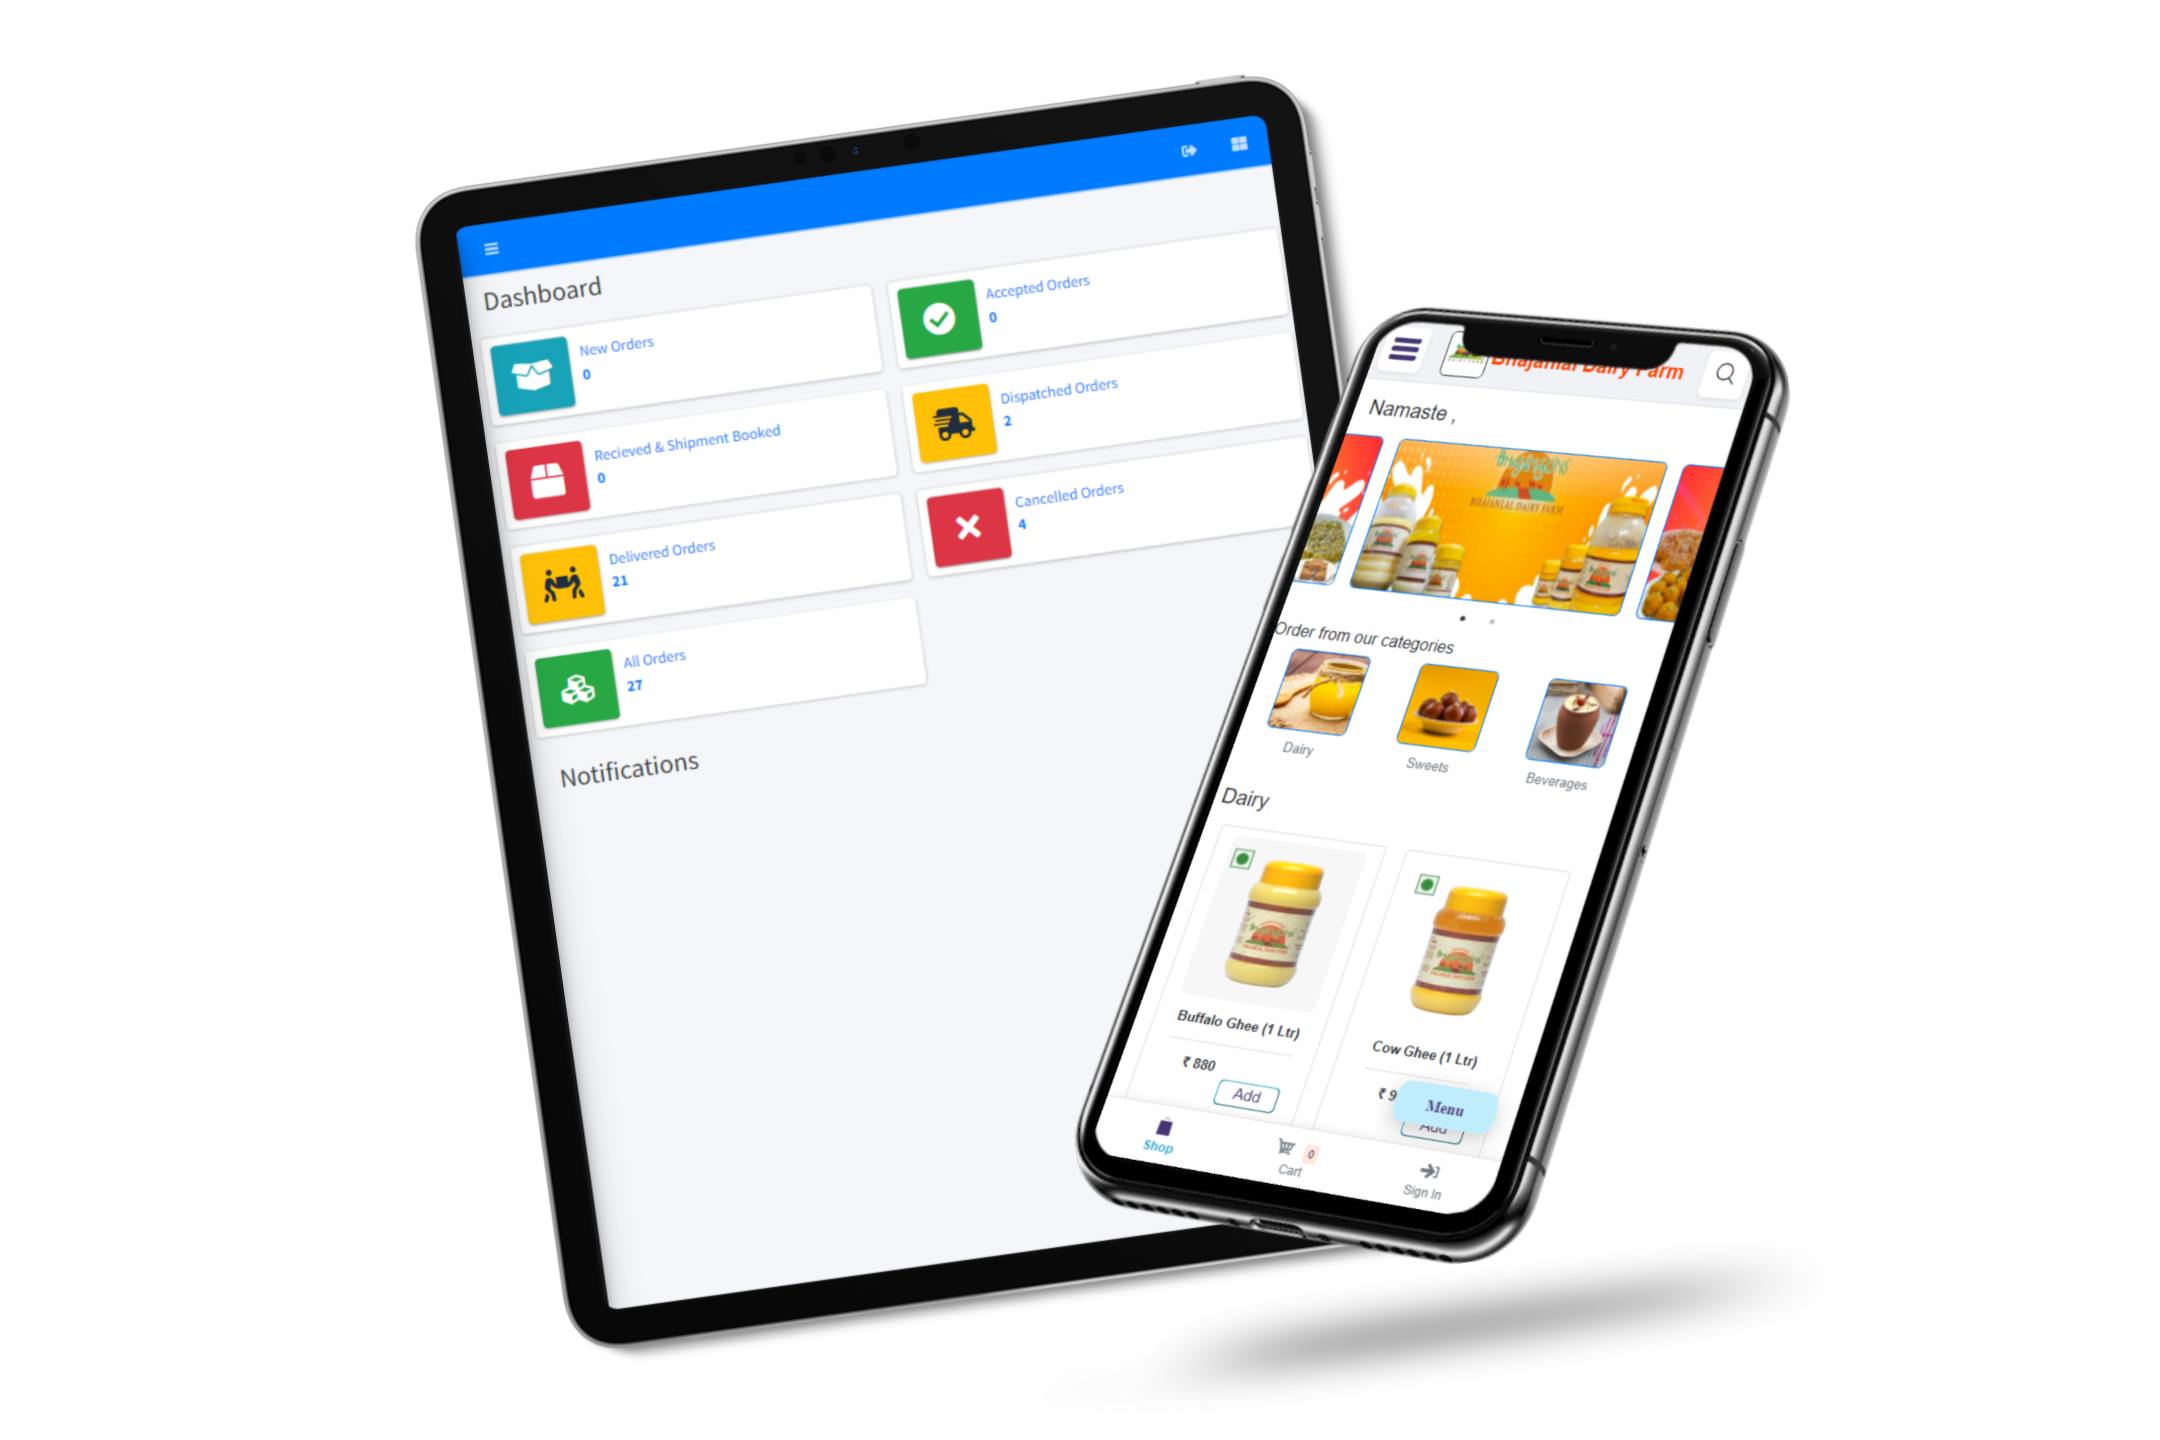 Dashboard
New Orders
0
Accepted Orders
0
Recieved & Shipment Booked
0
Dispatched Orders
2
Delivered Orders
21
Cancelled Orders
4
All Orders
27
Notifications
Bhajanlal Dairy Farm
Namaste ,
BHAJANLAL DAIRY FARM
Order from our categories
Dairy
Sweets
Beverages
Dairy
Buffalo Ghee (1 Ltr)
₹ 880
Add
Cow Ghee (1 Ltr)
₹ 9
Menu
Add
Shop
Cart
0
Sign In